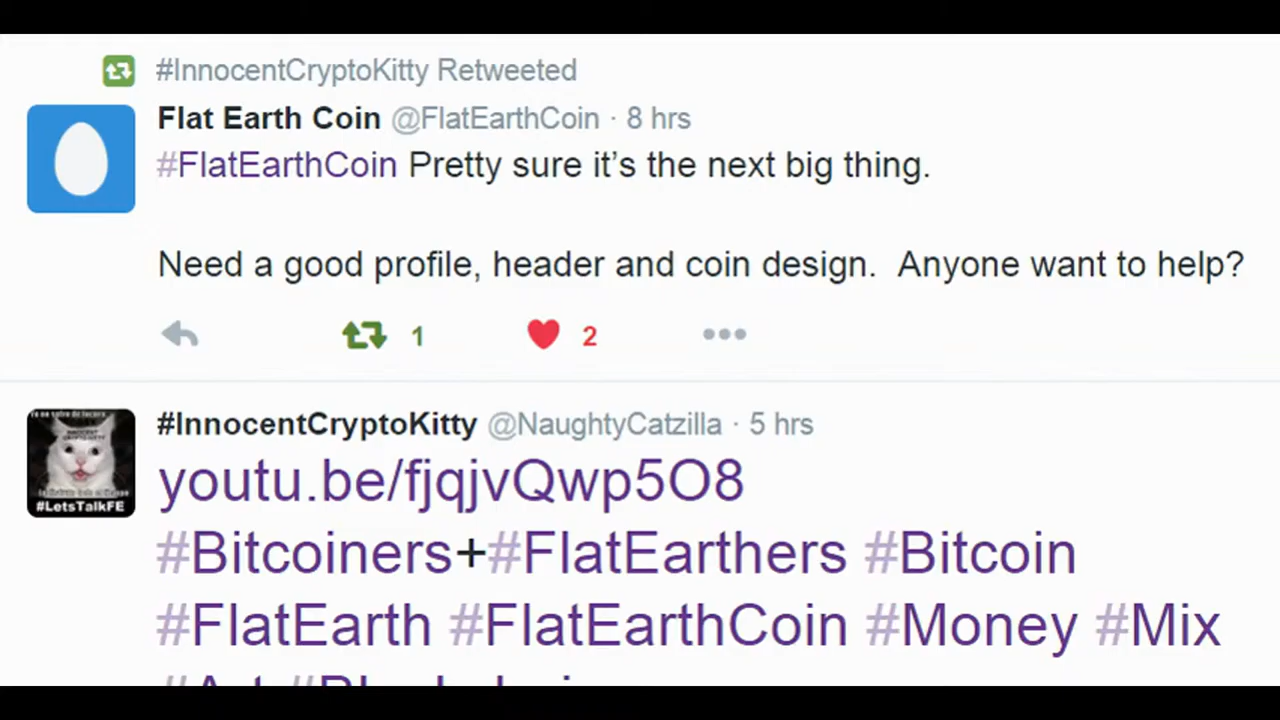 #InnocentCryptoKitty Retweeted
Flat Earth Coin @FlatEarthCoin · 8 hrs
#FlatEarthCoin Pretty sure it’s the next big thing.
Need a good profile, header and coin design.  Anyone want to help?
1 2
#InnocentCryptoKitty @NaughtyCatzilla · 5 hrs
#LetsTalkFE
youtu.be/fjqjvQwp5O8
#Bitcoiners+#FlatEarthers #Bitcoin
#FlatEarth #FlatEarthCoin #Money #Mix